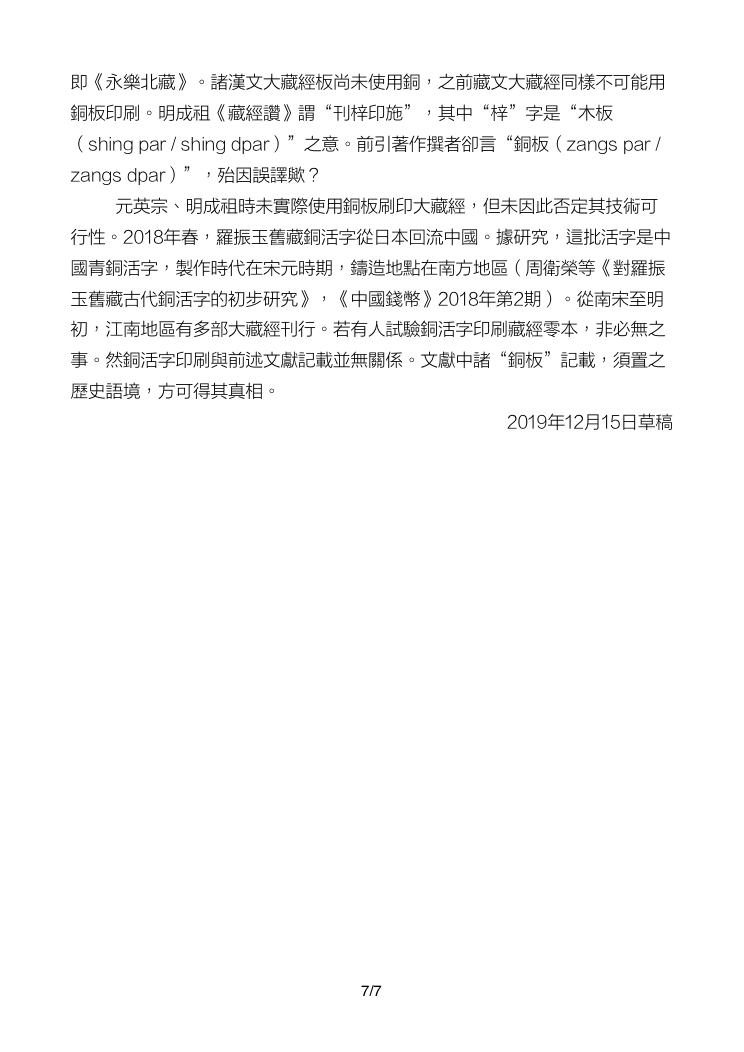 即《永樂北藏》。諸漢文大藏經板尚未使用銅，之前藏文大藏經同樣不可能用
銅板印刷。明成祖《藏經讚》謂“刊梓印施”，其中“梓”字是“木板
（shing par / shing dpar）”之意。前引著作撰者卻言“銅板（zangs par /
zangs dpar）”，殆因誤譯歟？
元英宗、明成祖時未實際使用銅板刷印大藏經，但未因此否定其技術可
行性。2018年春，羅振玉舊藏銅活字從日本回流中國。據研究，這批活字是中
國青銅活字，製作時代在宋元時期，鑄造地點在南方地區（周衛榮等《對羅振
玉舊藏古代銅活字的初步研究》，《中國錢幣》2018年第2期）。從南宋至明
初，江南地區有多部大藏經刊行。若有人試驗銅活字印刷藏經零本，非必無之
事。然銅活字印刷與前述文獻記載並無關係。文獻中諸“銅板”記載，須置之
歷史語境，方可得其真相。
2019年12月15日草稿
7/7